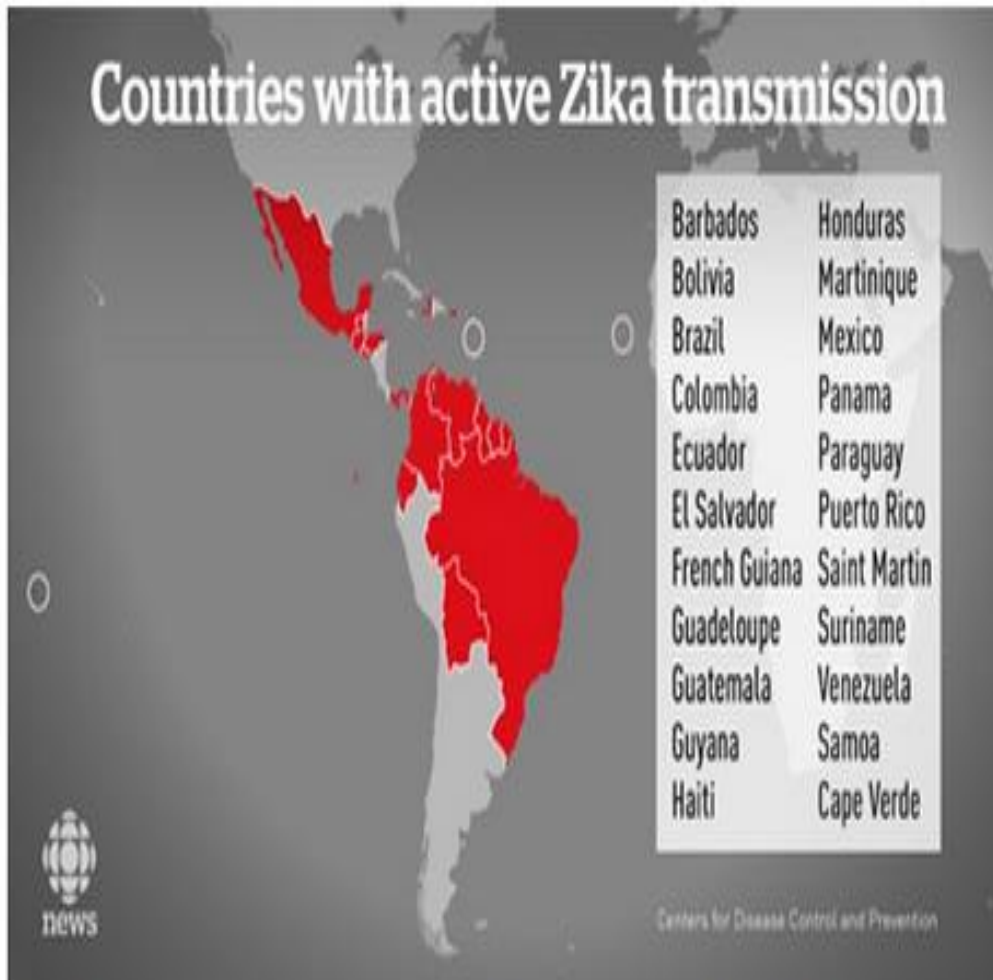 Countries with active Zika transmission
Barbados
Bolivia
Brazil
Colombia
Ecuador
El Salvador
French Guiana
Guadeloupe
Guatemala
Guyana
Haiti
Honduras
Martinique
Mexico
Panama
Paraguay
Puerto Rico
Saint Martin
Suriname
Venezuela
Samoa
Cape Verde
news
Centers for Disease Control and Prevention